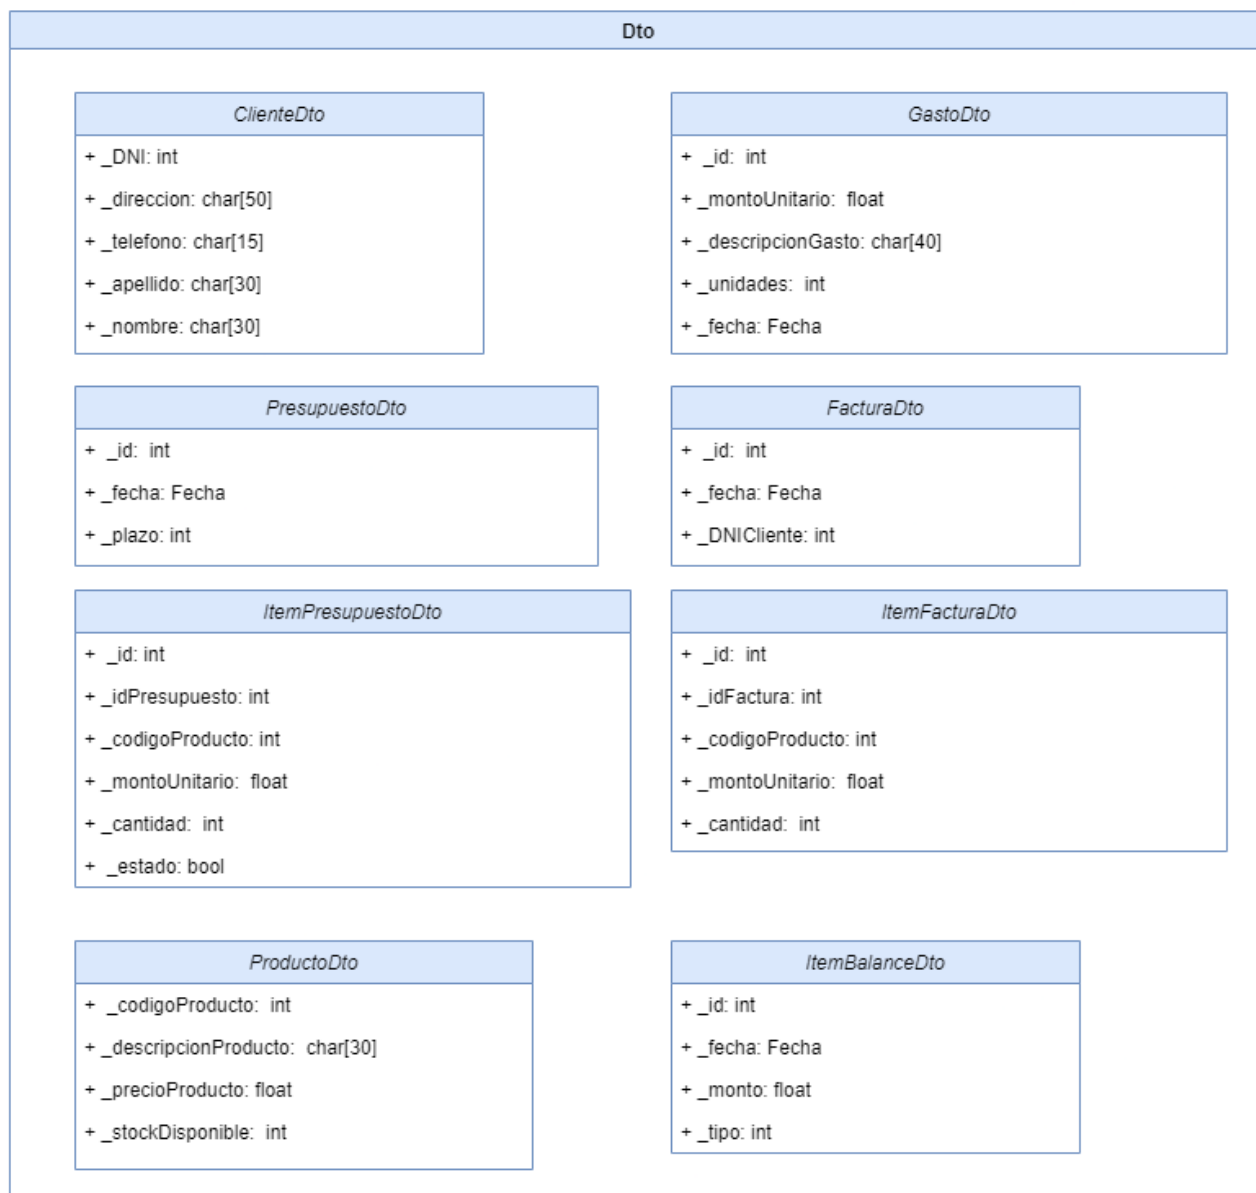 Dto
ClienteDto
+ _DNI: int
+ _direccion: char[50]
+ _telefono: char[15]
+ _apellido: char[30]
+ _nombre: char[30]
GastoDto
+ _id: int
+ _montoUnitario: float
+ _descripcionGasto: char[40]
+ _unidades: int
+ _fecha: Fecha
PresupuestoDto
+ _id: int
+ _fecha: Fecha
+ _plazo: int
FacturaDto
+ _id: int
+ _fecha: Fecha
+ _DNICliente: int
ItemPresupuestoDto
+ _id: int
+ _idPresupuesto: int
+ _codigoProducto: int
+ _montoUnitario: float
+ _cantidad: int
+ _estado: bool
ItemFacturaDto
+ _id: int
+ _idFactura: int
+ _codigoProducto: int
+ _montoUnitario: float
+ _cantidad: int
ProductoDto
+ _codigoProducto: int
+ _descripcionProducto: char[30]
+ _precioProducto: float
+ _stockDisponible: int
ItemBalanceDto
+ _id: int
+ _fecha: Fecha
+ _monto: float
+ _tipo: int